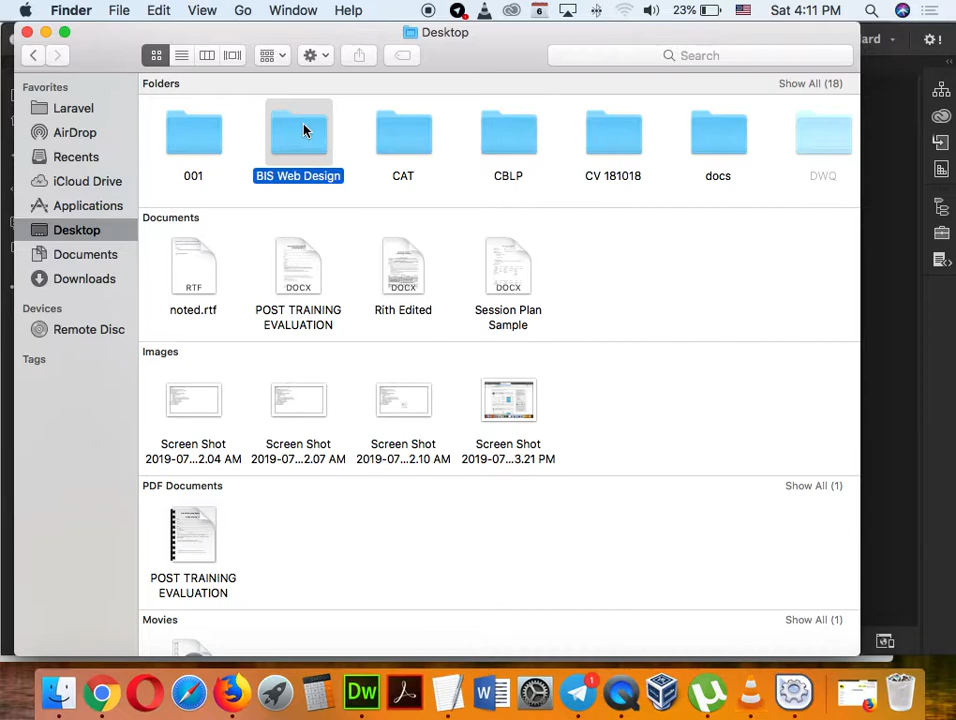 Finder File Edit View Go Window Help 6 23% Sat 4:11 PM
Desktop
Search
ard
Favorites
Laravel
AirDrop
Recents
iCloud Drive
Applications
Desktop
Documents
Downloads
Devices
Remote Disc
Tags
Folders Show All (18)
001 BIS Web Design CAT CBLP CV 181018 docs DWQ
Documents
RTF DOCX DOCX DOCX
noted.rtf POST TRAINING EVALUATION Rith Edited Session Plan Sample
Images
Screen Shot Screen Shot Screen Shot Screen Shot
2019-07...2.04 AM 2019-07...2.07 AM 2019-07...2.10 AM 2019-07...3.21 PM
PDF Documents Show All (1)
POST TRAINING
EVALUATION
Movies Show All (1)
Dw W 1